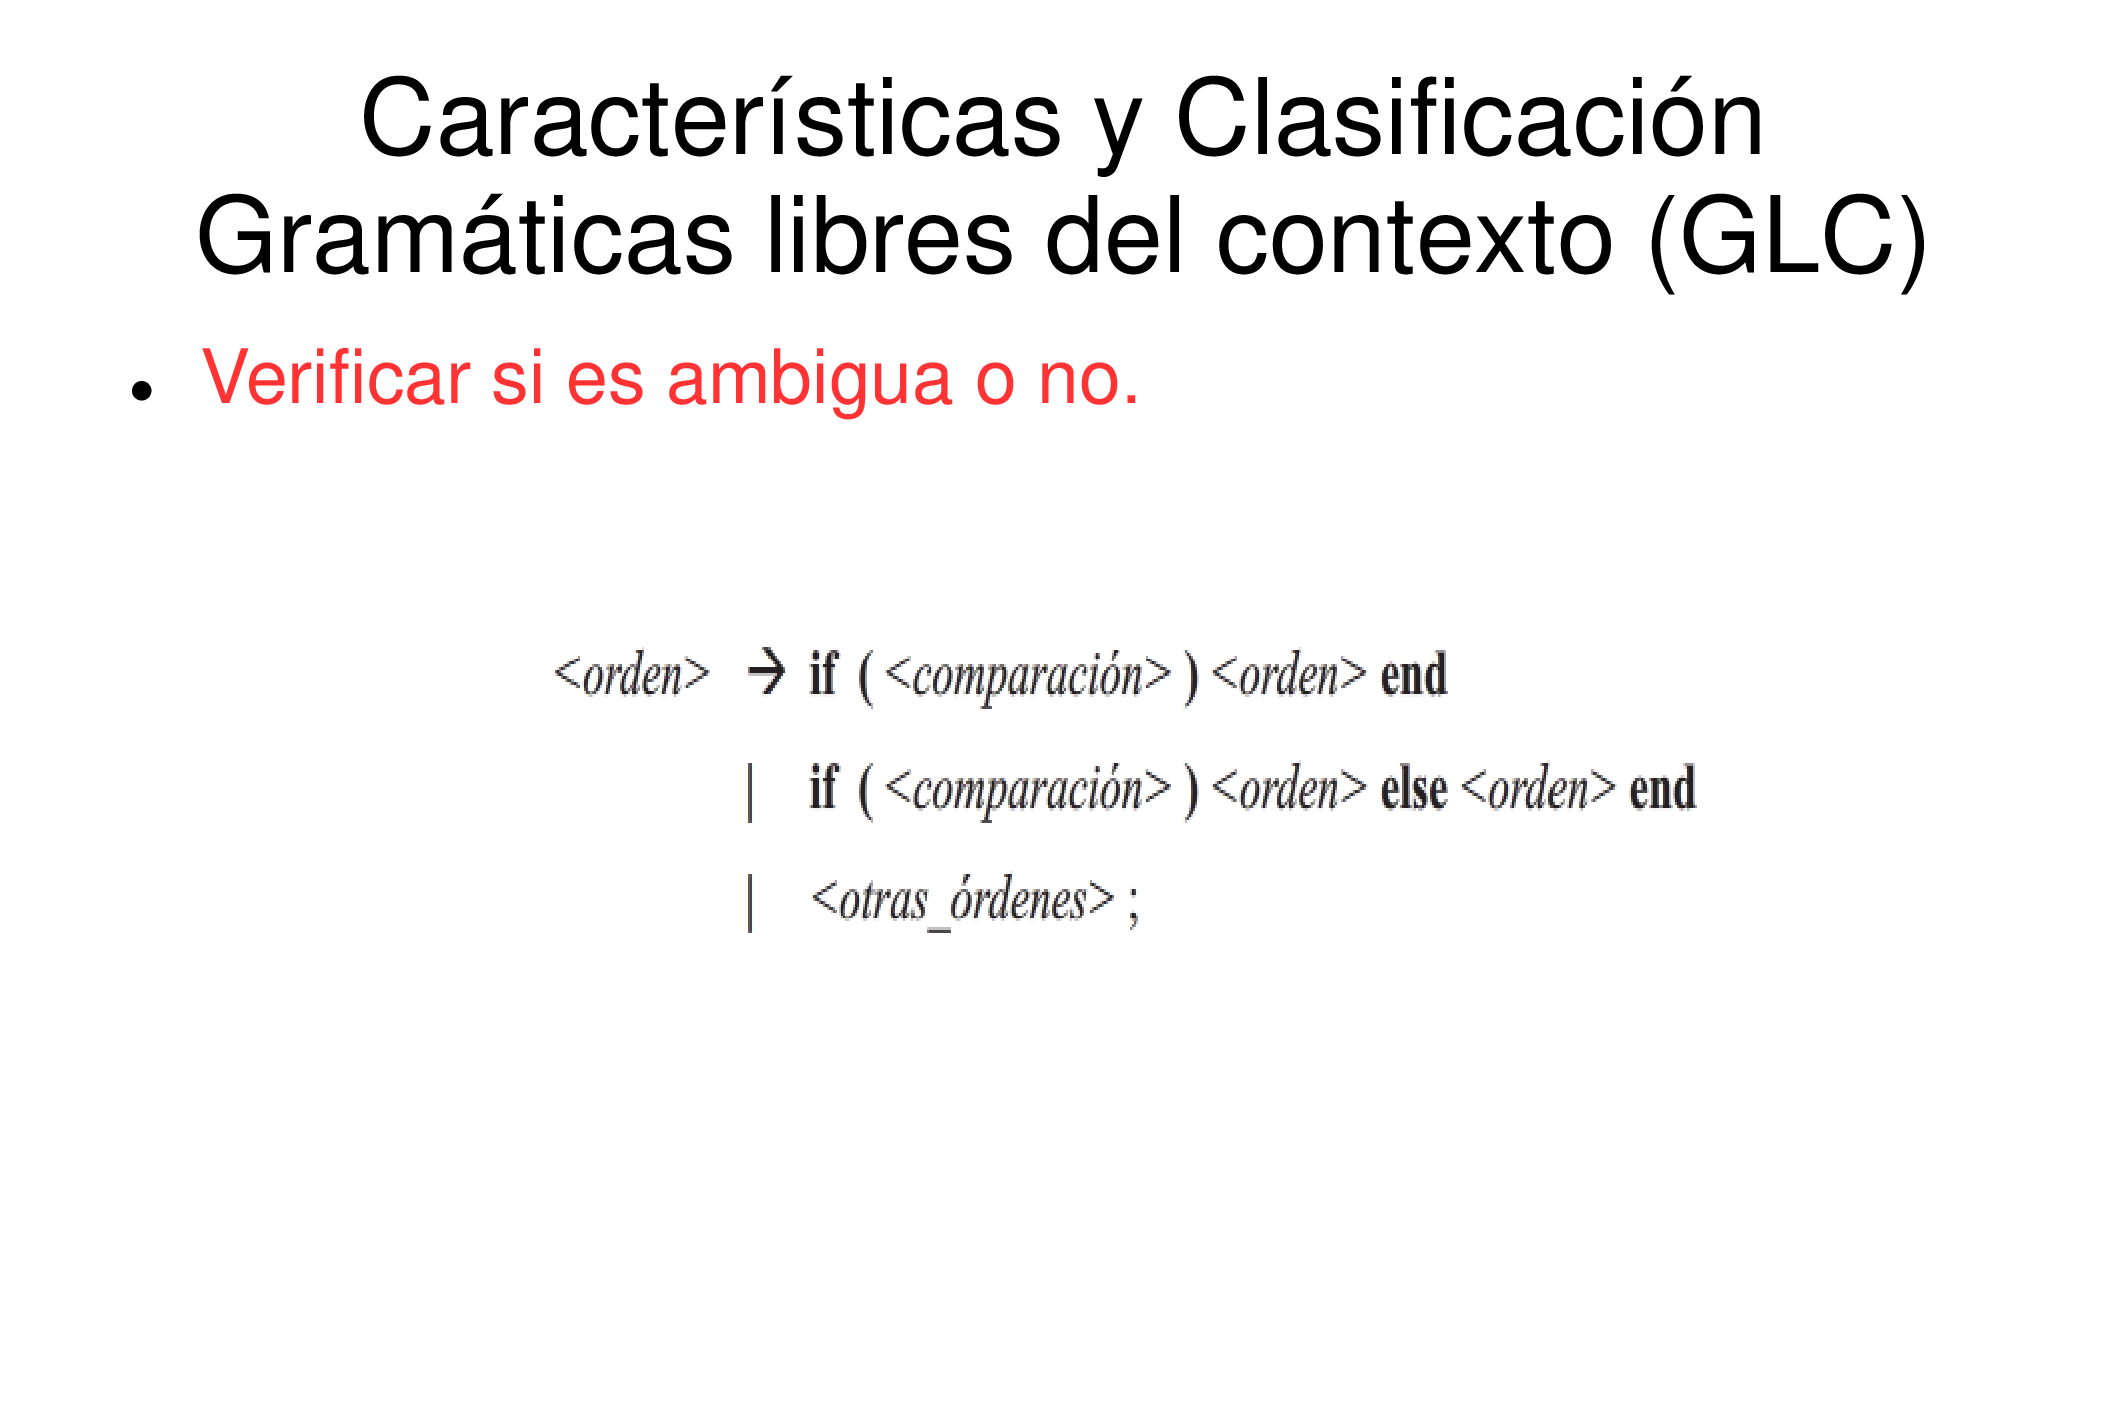 Características y Clasificación
Gramáticas libres del contexto (GLC)
• Verificar si es ambigua o no.
<orden> → if ( <comparación> ) <orden> end
| if ( <comparación> ) <orden> else <orden> end
| <otras_órdenes> ;